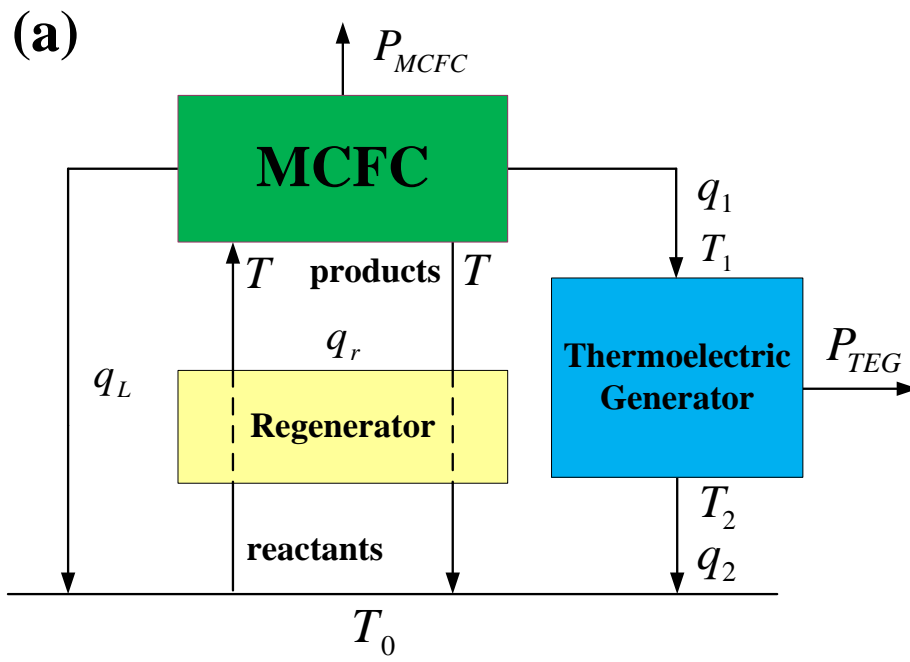 (a)
P_MCFC
MCFC
q_1
T
products
T
T_1
q_r
q_L
Thermoelectric
Generator
P_TEG
Regenerator
T_2
reactants
q_2
T_0